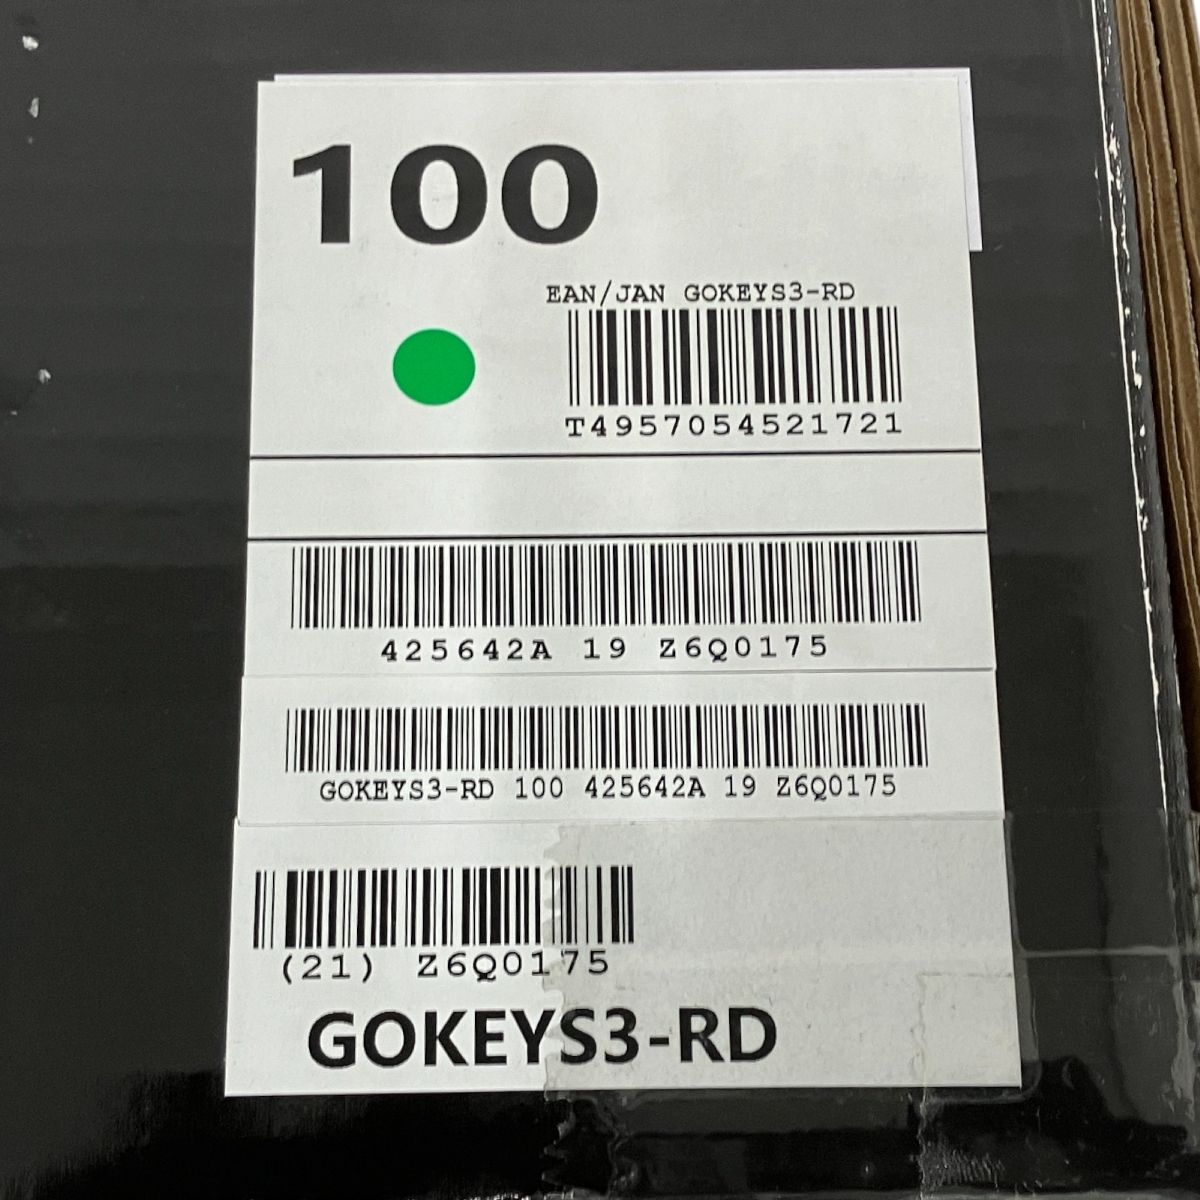 100
EAN/JAN GOKEYS3-RD
T4957054521721
425642A 19 Z6Q0175
GOKEYS3-RD 100 425642A 19 Z6Q0175
(21) Z6Q0175
GOKEYS3-RD